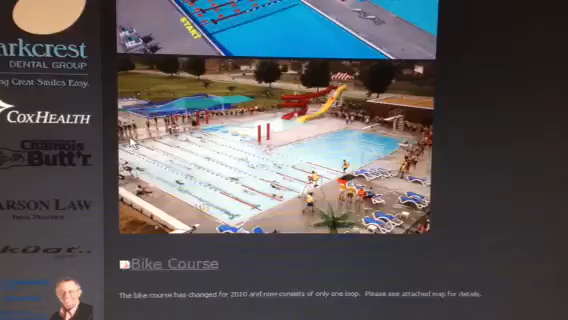 START
arkcrest
DENTAL GROUP
ng Great Smiles Easy.
CoxHealth
Chamois
Butt'r
ARSON LAW
Bike Course
The bike course has changed for 2010 and now consists of only one loop. Please see attached map for details.